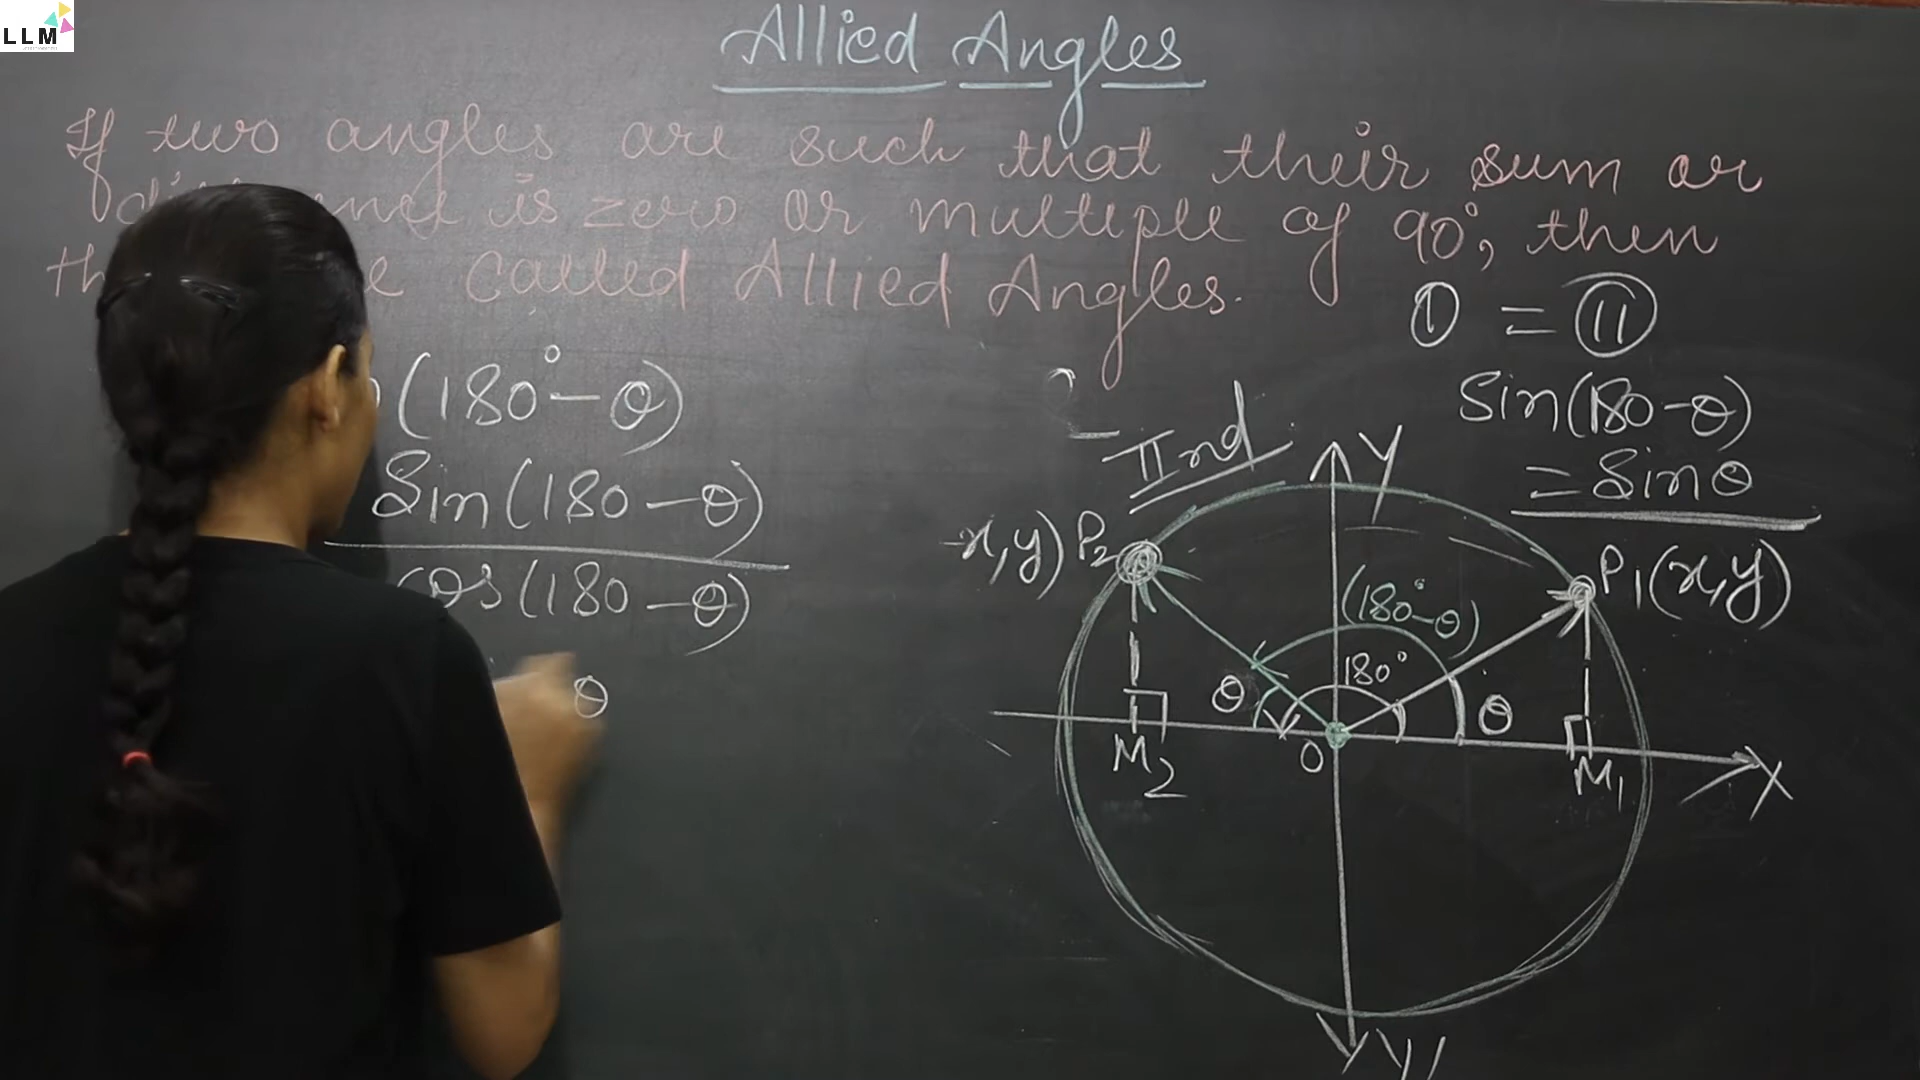 LLM
Allied Angles
If two angles are such that their sum or
is zero or multiple of 90°, then
called Allied Angles.
(180° - θ)
Sin(180 - θ)
cos(180 - θ)
θ
I = II
Sin(180 - θ)
= Sinθ
IInd
Y
-x,y) P2
P1(x,y)
(180° - θ)
180°
θ
θ
M2
O
M1
X
Y'